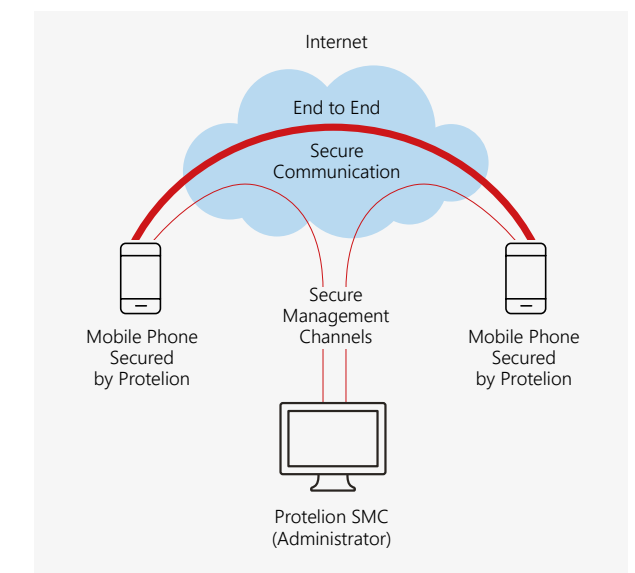 Internet
End to End
Secure
Communication
Secure
Management
Channels
Mobile Phone
Secured
by Protelion
Mobile Phone
Secured
by Protelion
Protelion SMC
(Administrator)